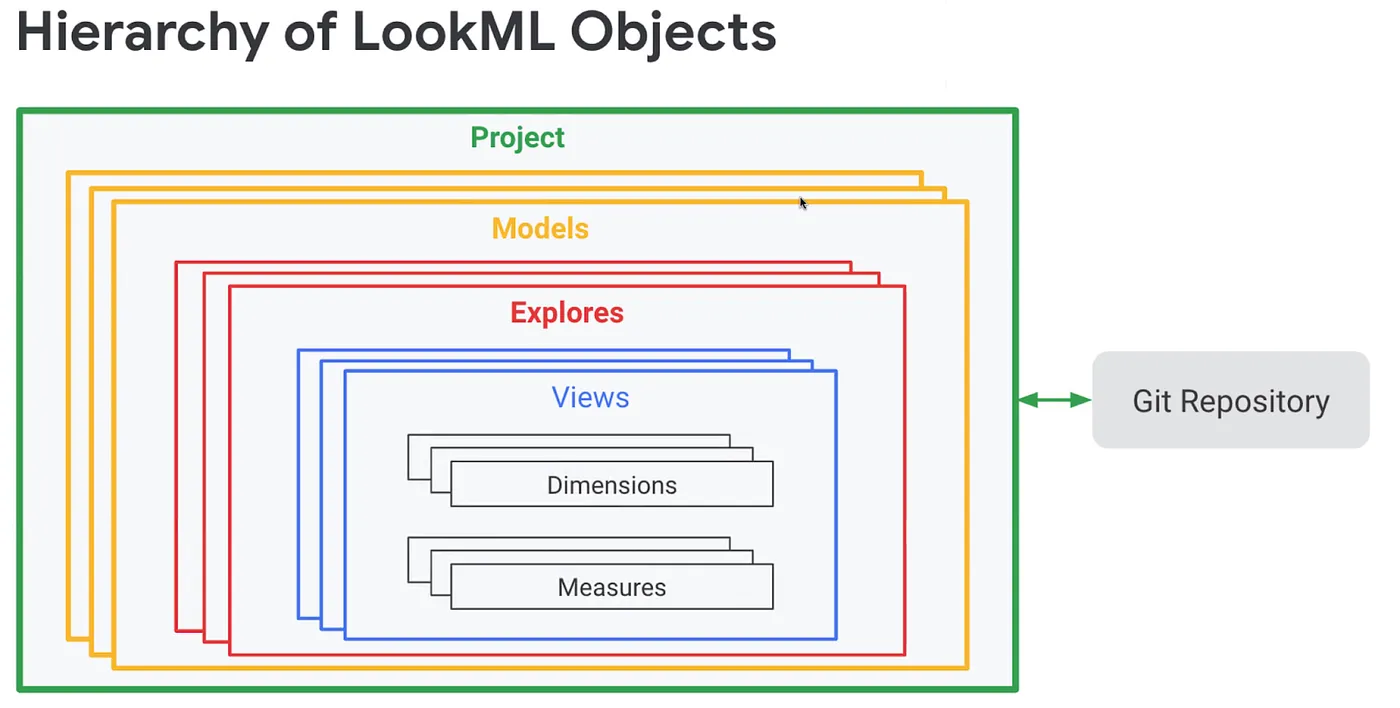 Hierarchy of LookML Objects
Project
Models
Explores
Views
Dimensions
Measures
Git Repository